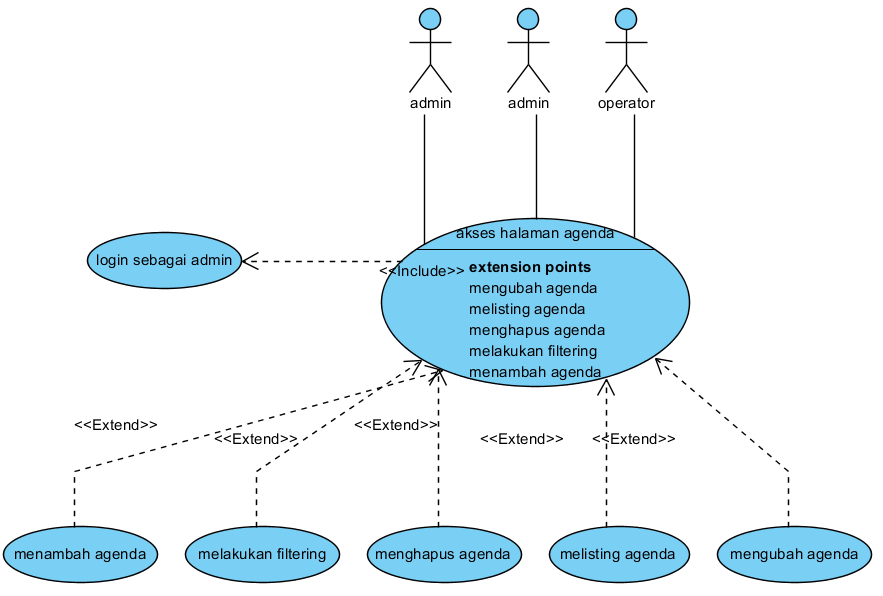 admin
admin
operator
akses halaman agenda
login sebagai admin
<<Include>>
extension points
mengubah agenda
melisting agenda
menghapus agenda
melakukan filtering
menambah agenda
<<Extend>>
<<Extend>>
<<Extend>>
<<Extend>>
<<Extend>>
menambah agenda
melakukan filtering
menghapus agenda
melisting agenda
mengubah agenda